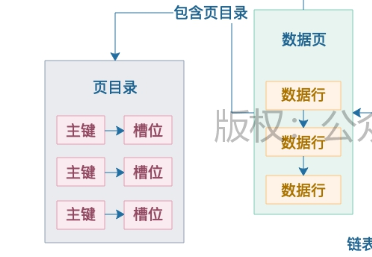 包含页目录
数据页
页目录
数据行
主键 槽位
版权：公众
数据行
主键 槽位
数据行
主键 槽位
链表